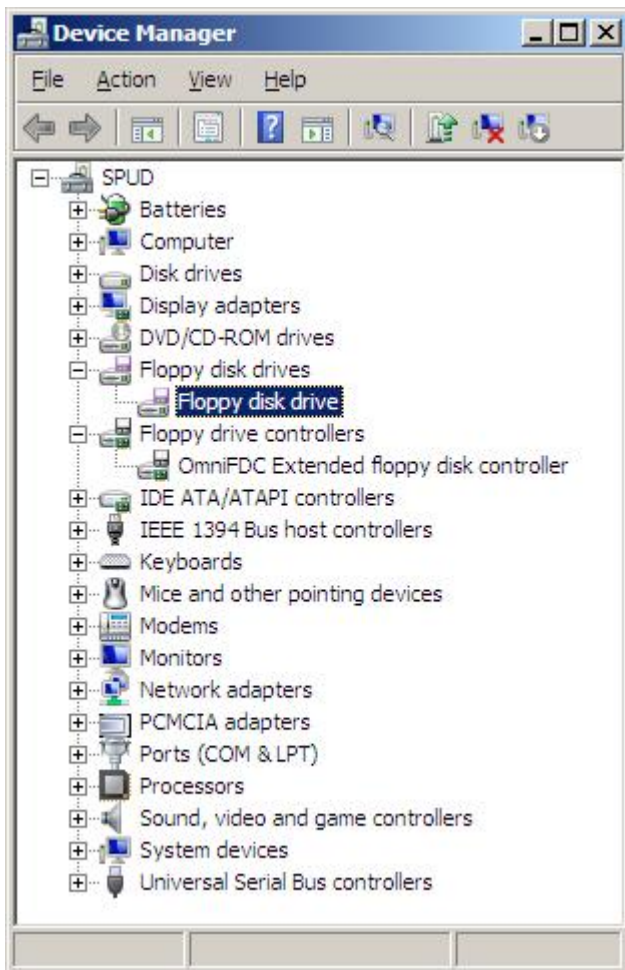 Device Manager
File Action View Help
SPUD
Batteries
Computer
Disk drives
Display adapters
DVD/CD-ROM drives
Floppy disk drives
Floppy disk drive
Floppy drive controllers
OmniFDC Extended floppy disk controller
IDE ATA/ATAPI controllers
IEEE 1394 Bus host controllers
Keyboards
Mice and other pointing devices
Modems
Monitors
Network adapters
PCMCIA adapters
Ports (COM & LPT)
Processors
Sound, video and game controllers
System devices
Universal Serial Bus controllers